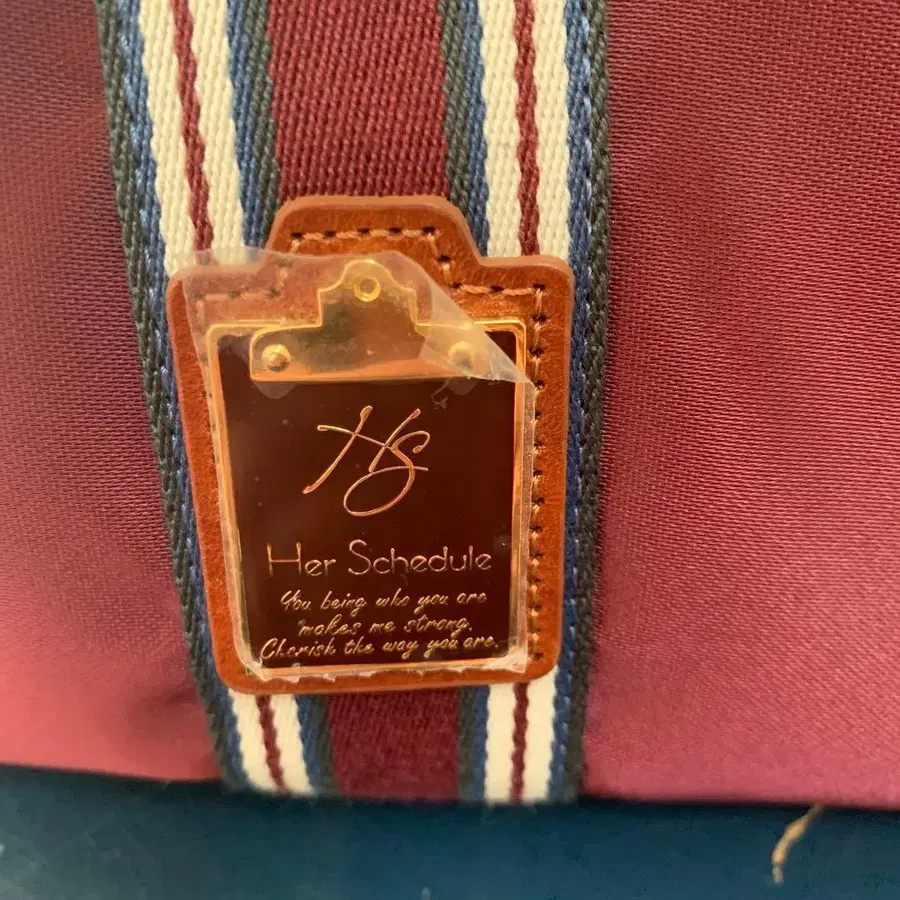 HS
Her Schedule
You being who you are
makes me strong.
Cherish the way you are.